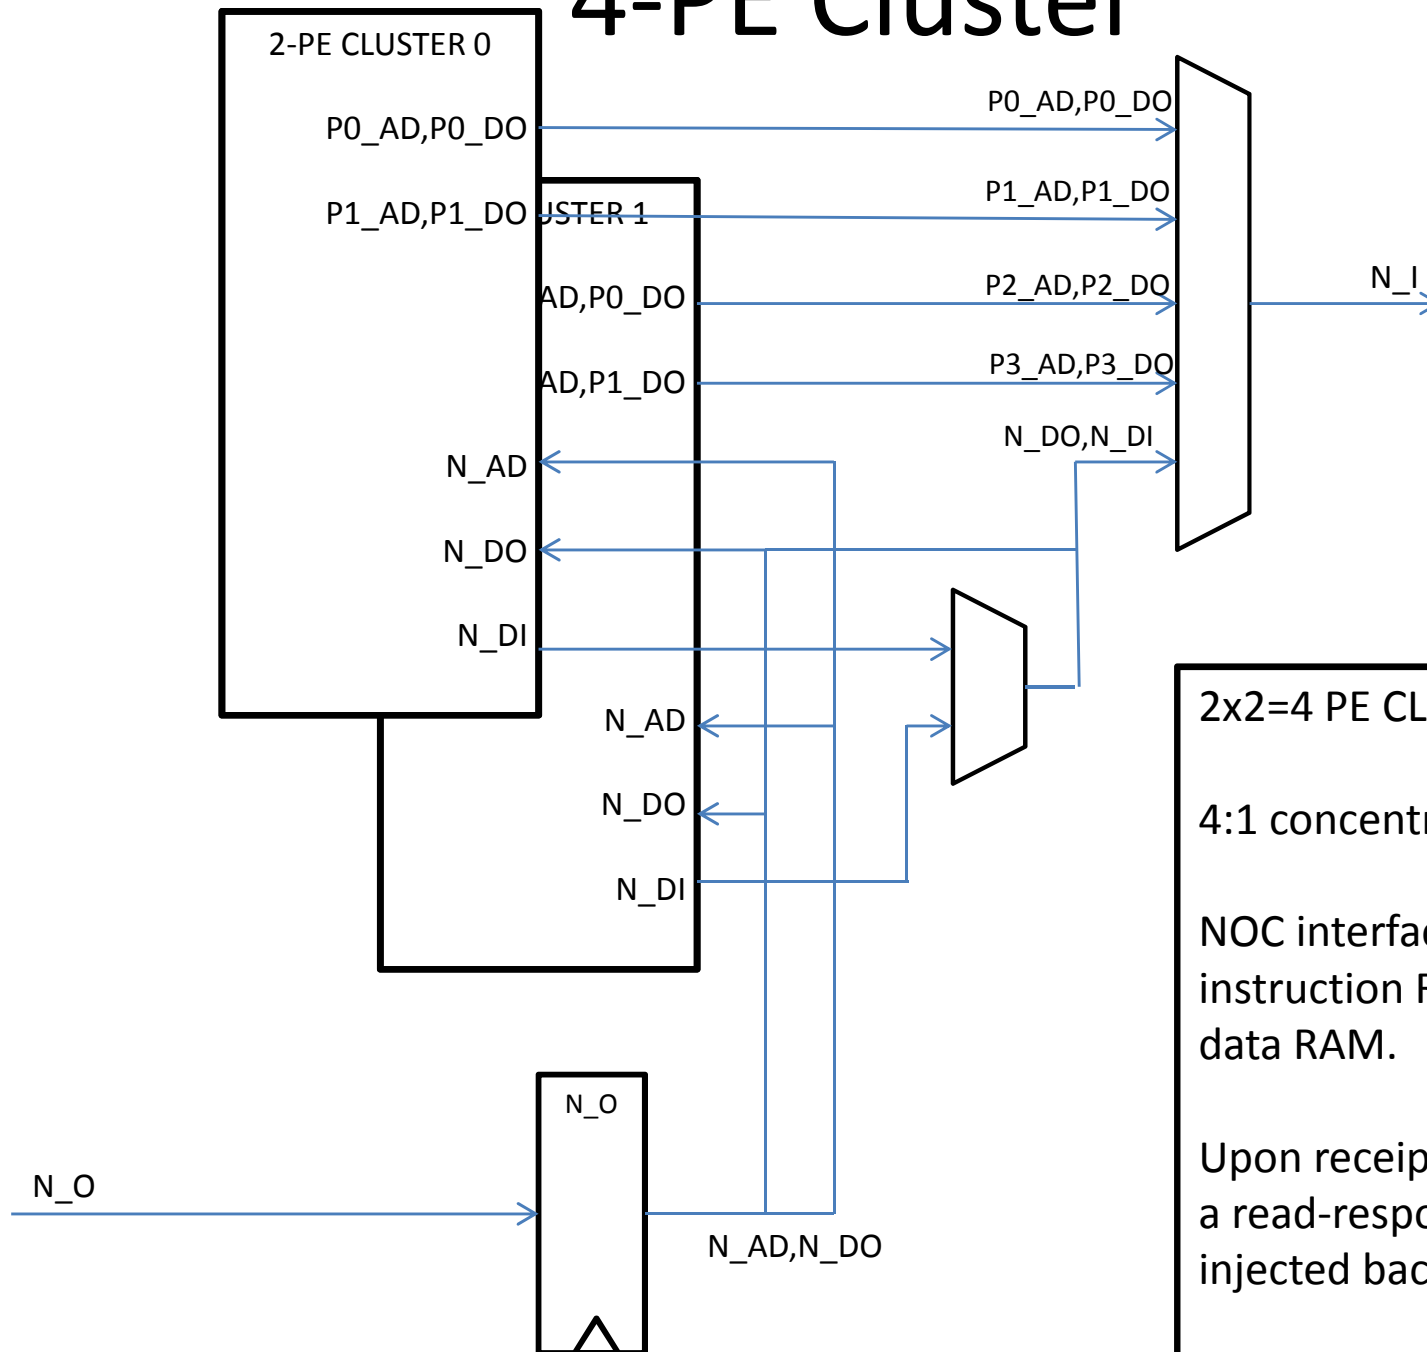 4-PE Cluster
2-PE CLUSTER 0
P0_AD,P0_DO
P1_AD,P1_DO
USTER 1
AD,P0_DO
AD,P1_DO
N_AD
N_DO
N_DI
N_AD
N_DO
N_DI
P0_AD,P0_DO
P1_AD,P1_DO
P2_AD,P2_DO
P3_AD,P3_DO
N_DO,N_DI
N_I
N_O
N_O
N_AD,N_DO
2x2=4 PE CL
4:1 concent
NOC interfa
instruction
data RAM.
Upon receip
a read-respo
injected bac